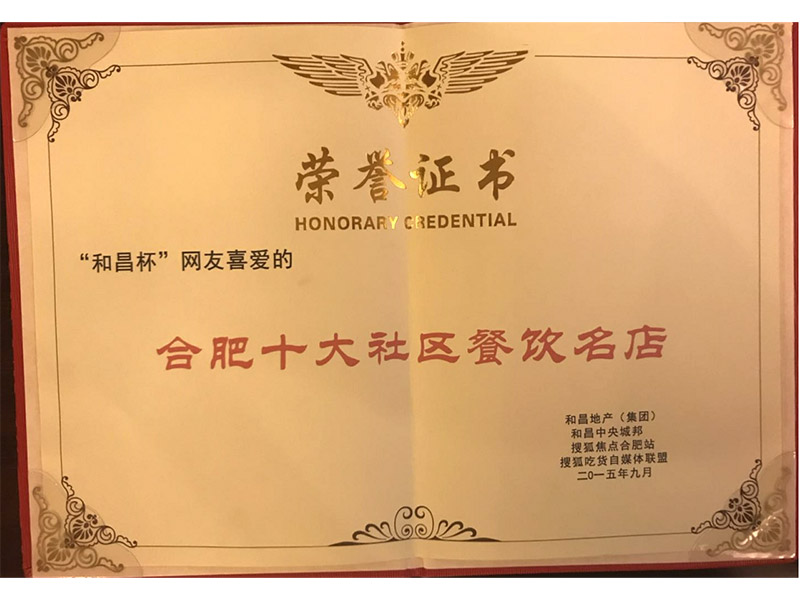 荣誉证书
HONORARY CREDENTIAL
“和昌杯”网友喜爱的
合肥十大社区餐饮名店
和昌地产（集团）
和昌中央城邦
搜狐焦点合肥站
搜狐吃货自媒体联盟
二0一五年九月